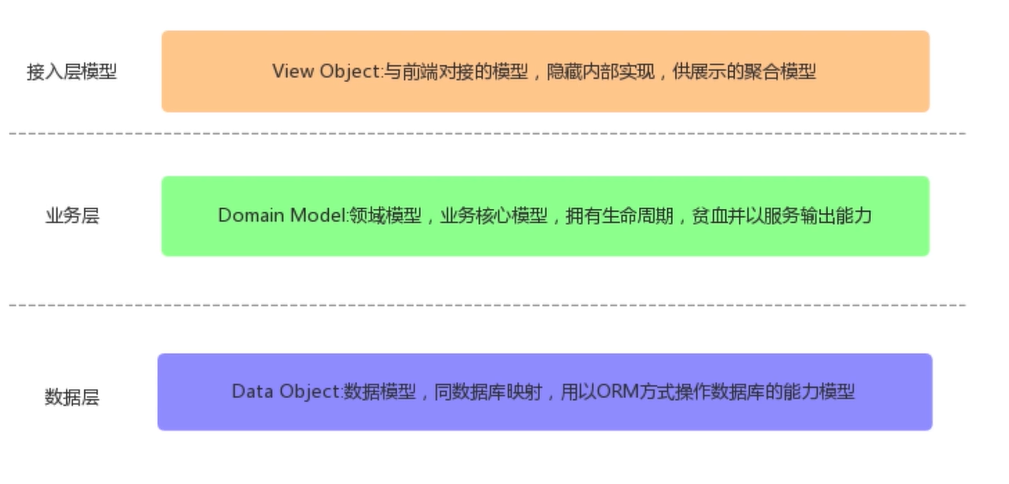 接入层模型
View Object:与前端对接的模型，隐藏内部实现，供展示的聚合模型
业务层
Domain Model:领域模型，业务核心模型，拥有生命周期，贫血并以服务输出能力
数据层
Data Object:数据模型，同数据库映射，用以ORM方式操作数据库的能力模型